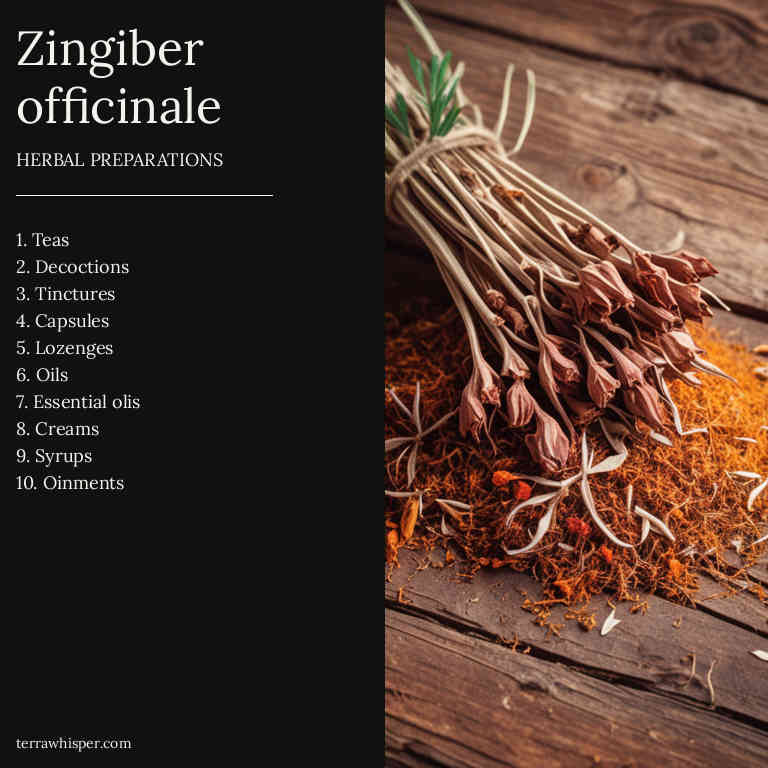 Zingiber
officinale
HERBAL PREPARATIONS
1. Teas
2. Decoctions
3. Tinctures
4. Capsules
5. Lozenges
6. Oils
7. Essential olis
8. Creams
9. Syrups
10. Oinments
terrawhisper.com